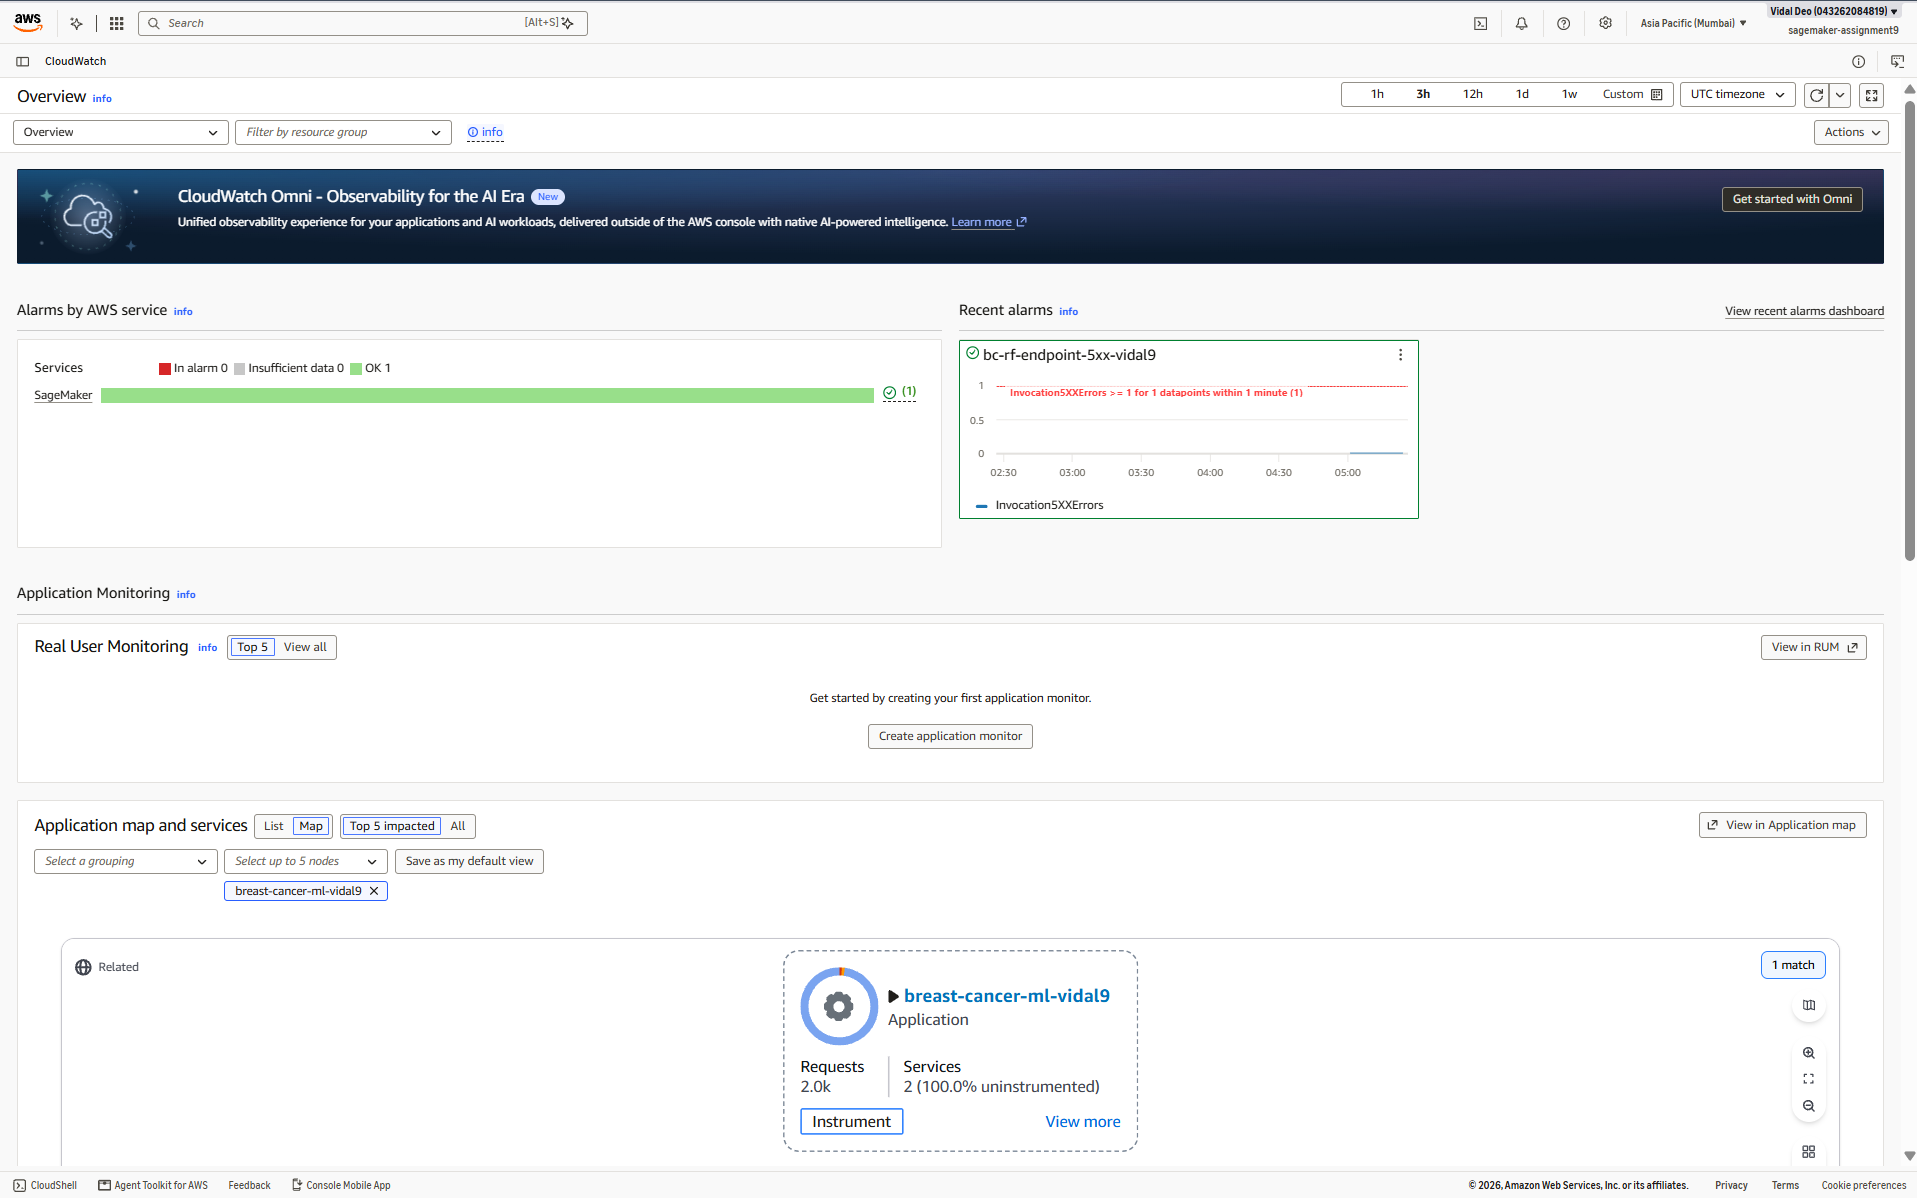 aws
Search
[Alt+S]
Asia Pacific (Mumbai)
Vidal Deo (043262084819)
sagemaker-assignment9
CloudWatch
Overview info
1h 3h 12h 1d 1w Custom
UTC timezone
Overview
Filter by resource group
info
Actions
CloudWatch Omni - Observability for the AI Era New
Unified observability experience for your applications and AI workloads, delivered outside of the AWS console with native AI-powered intelligence. Learn more
Get started with Omni
Alarms by AWS service info
Services
In alarm 0 Insufficient data 0 OK 1
SageMaker
(1)
Recent alarms info
View recent alarms dashboard
bc-rf-endpoint-5xx-vidal9
1
Invocation5XXErrors >= 1 for 1 datapoints within 1 minute (1)
0.5
0
02:30 03:00 03:30 04:00 04:30 05:00
Invocation5XXErrors
Application Monitoring info
Real User Monitoring info
Top 5 View all
View in RUM
Get started by creating your first application monitor.
Create application monitor
Application map and services
List Map
Top 5 impacted All
View in Application map
Select a grouping
Select up to 5 nodes
Save as my default view
breast-cancer-ml-vidal9
Related
1 match
breast-cancer-ml-vidal9
Application
Requests
2.0k
Services
2 (100.0% uninstrumented)
Instrument
View more
CloudShell
Agent Toolkit for AWS
Feedback
Console Mobile App
© 2026, Amazon Web Services, Inc. or its affiliates.
Privacy
Terms
Cookie preferences